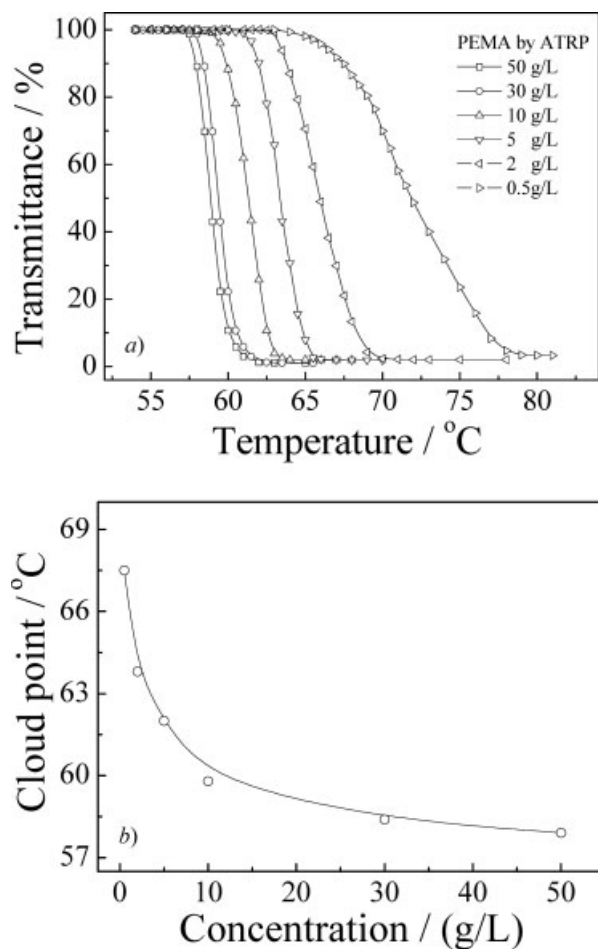 100
80
60
40
20
0
Transmittance / %
PEMA by ATRP
50 g/L
30 g/L
10 g/L
5 g/L
2 g/L
0.5g/L
a)
55 60 65 70 75 80
Temperature / °C
69
66
63
60
57
Cloud point / °C
b)
0 10 20 30 40 50
Concentration / (g/L)